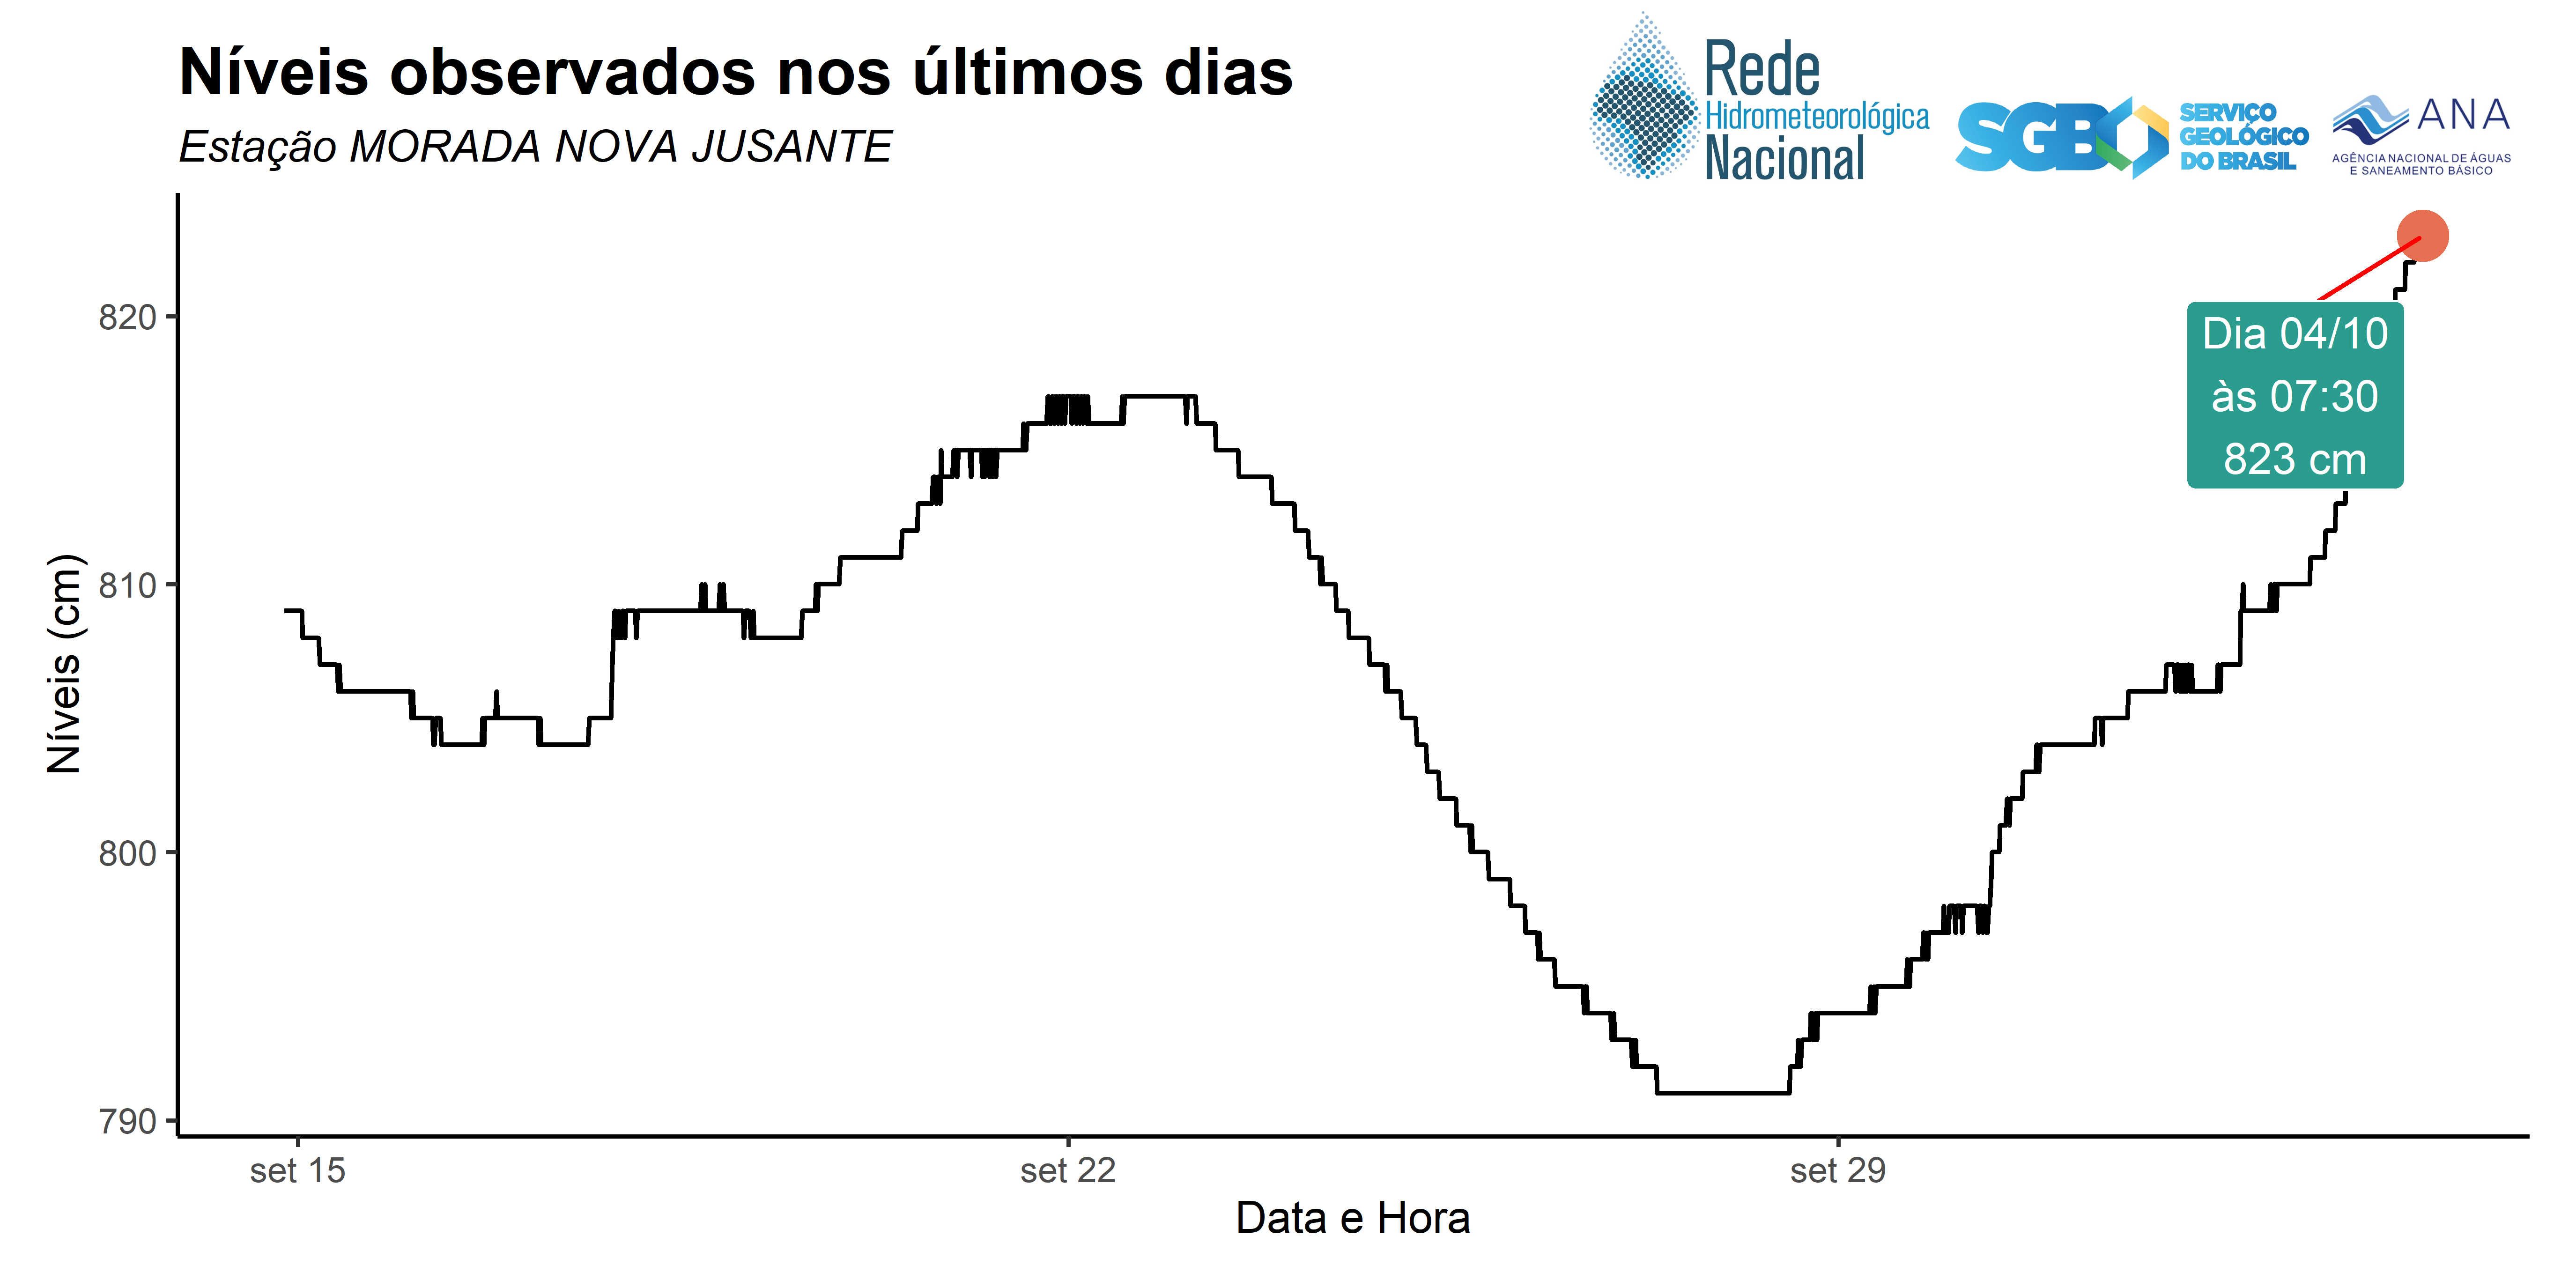 Níveis observados nos últimos dias
Estação MORADA NOVA JUSANTE
Rede
Hidrometeorológica
Nacional
SGB
SERVIÇO
GEOLÓGICO
DO BRASIL
ANA
AGÊNCIA NACIONAL DE ÁGUAS
E SANEAMENTO BÁSICO
Níveis (cm)
820
810
800
790
Dia 04/10
às 07:30
823 cm
set 15
set 22
set 29
Data e Hora